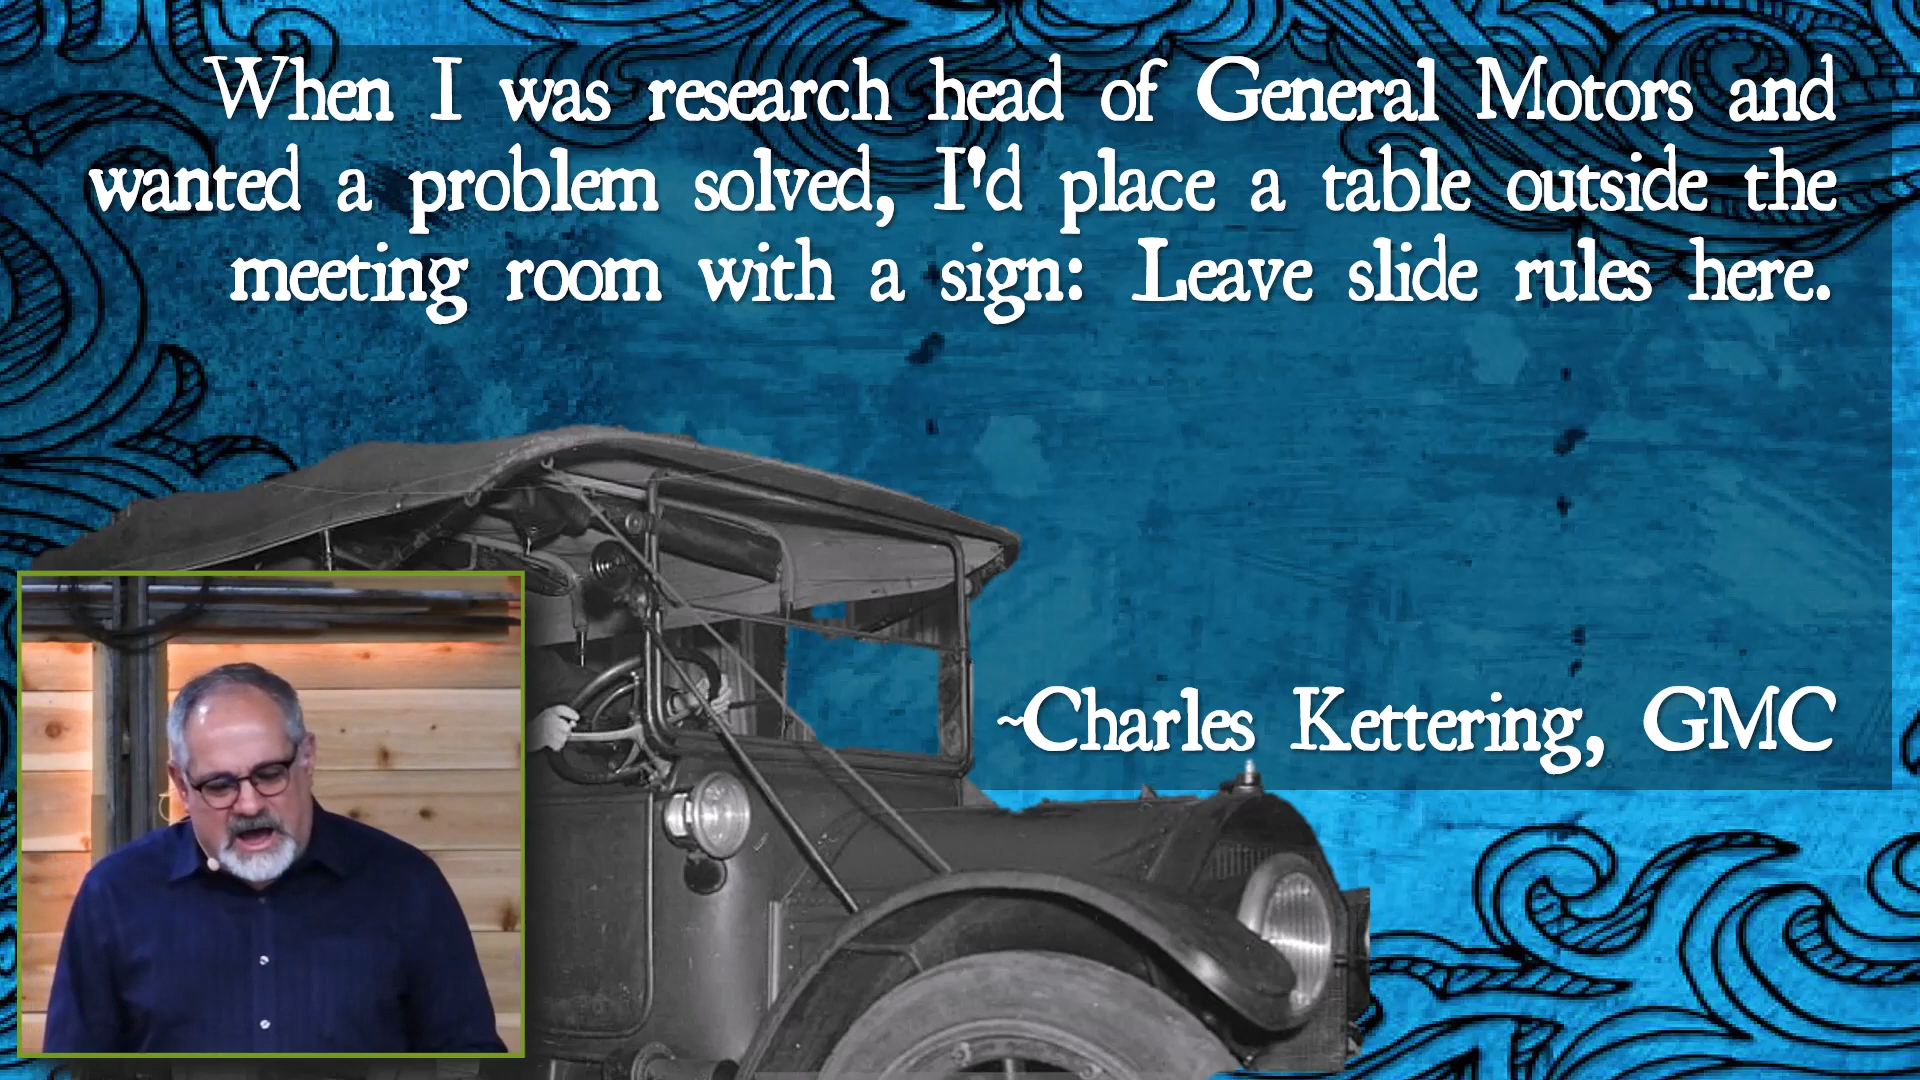 When I was research head of General Motors and
wanted a problem solved, I'd place a table outside the
meeting room with a sign: Leave slide rules here.
~Charles Kettering, GMC